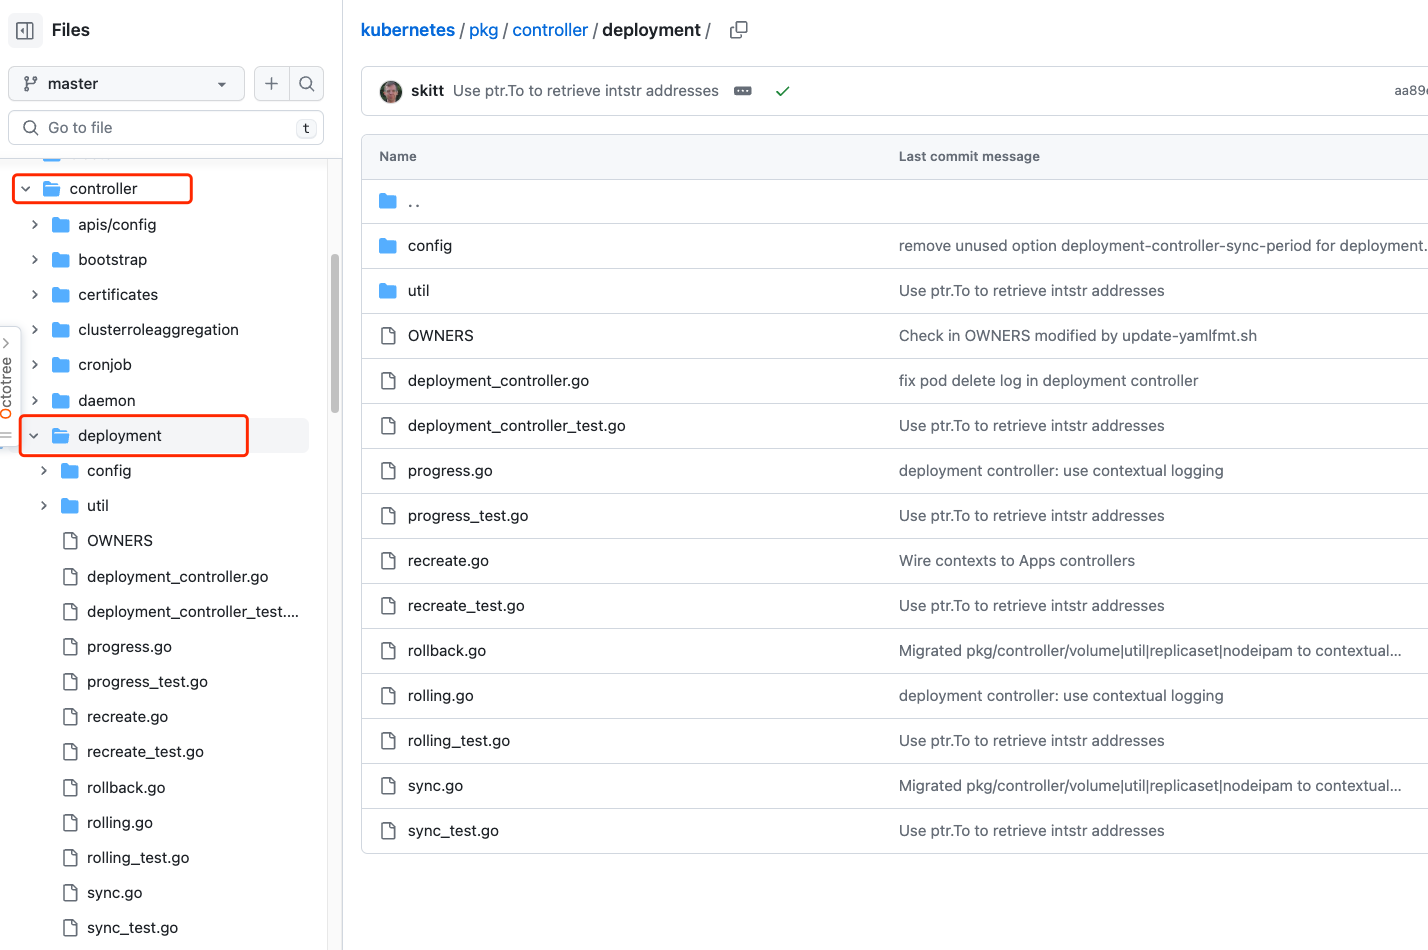 Files
master
Go to file
t
controller
apis/config
bootstrap
certificates
clusterroleaggregation
cronjob
daemon
deployment
config
util
OWNERS
deployment_controller.go
deployment_controller_test....
progress.go
progress_test.go
recreate.go
recreate_test.go
rollback.go
rolling.go
rolling_test.go
sync.go
sync_test.go
Octotree
kubernetes / pkg / controller / deployment /
skitt Use ptr.To to retrieve intstr addresses
Name Last commit message
..
config remove unused option deployment-controller-sync-period for deployment.
util Use ptr.To to retrieve intstr addresses
OWNERS Check in OWNERS modified by update-yamlfmt.sh
deployment_controller.go fix pod delete log in deployment controller
deployment_controller_test.go Use ptr.To to retrieve intstr addresses
progress.go deployment controller: use contextual logging
progress_test.go Use ptr.To to retrieve intstr addresses
recreate.go Wire contexts to Apps controllers
recreate_test.go Use ptr.To to retrieve intstr addresses
rollback.go Migrated pkg/controller/volume|util|replicaset|nodeipam to contextual...
rolling.go deployment controller: use contextual logging
rolling_test.go Use ptr.To to retrieve intstr addresses
sync.go Migrated pkg/controller/volume|util|replicaset|nodeipam to contextual...
sync_test.go Use ptr.To to retrieve intstr addresses